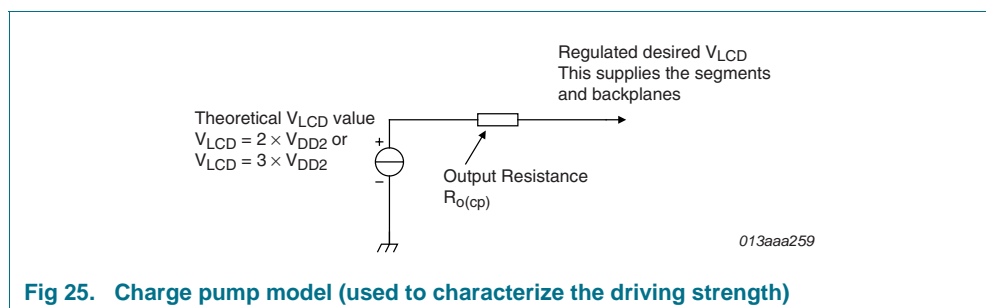 Regulated desired VLCD
This supplies the segments
and backplanes
Theoretical VLCD value
VLCD = 2 × VDD2 or
VLCD = 3 × VDD2
+
−
Output Resistance
Ro(cp)
013aaa259
Fig 25. Charge pump model (used to characterize the driving strength)